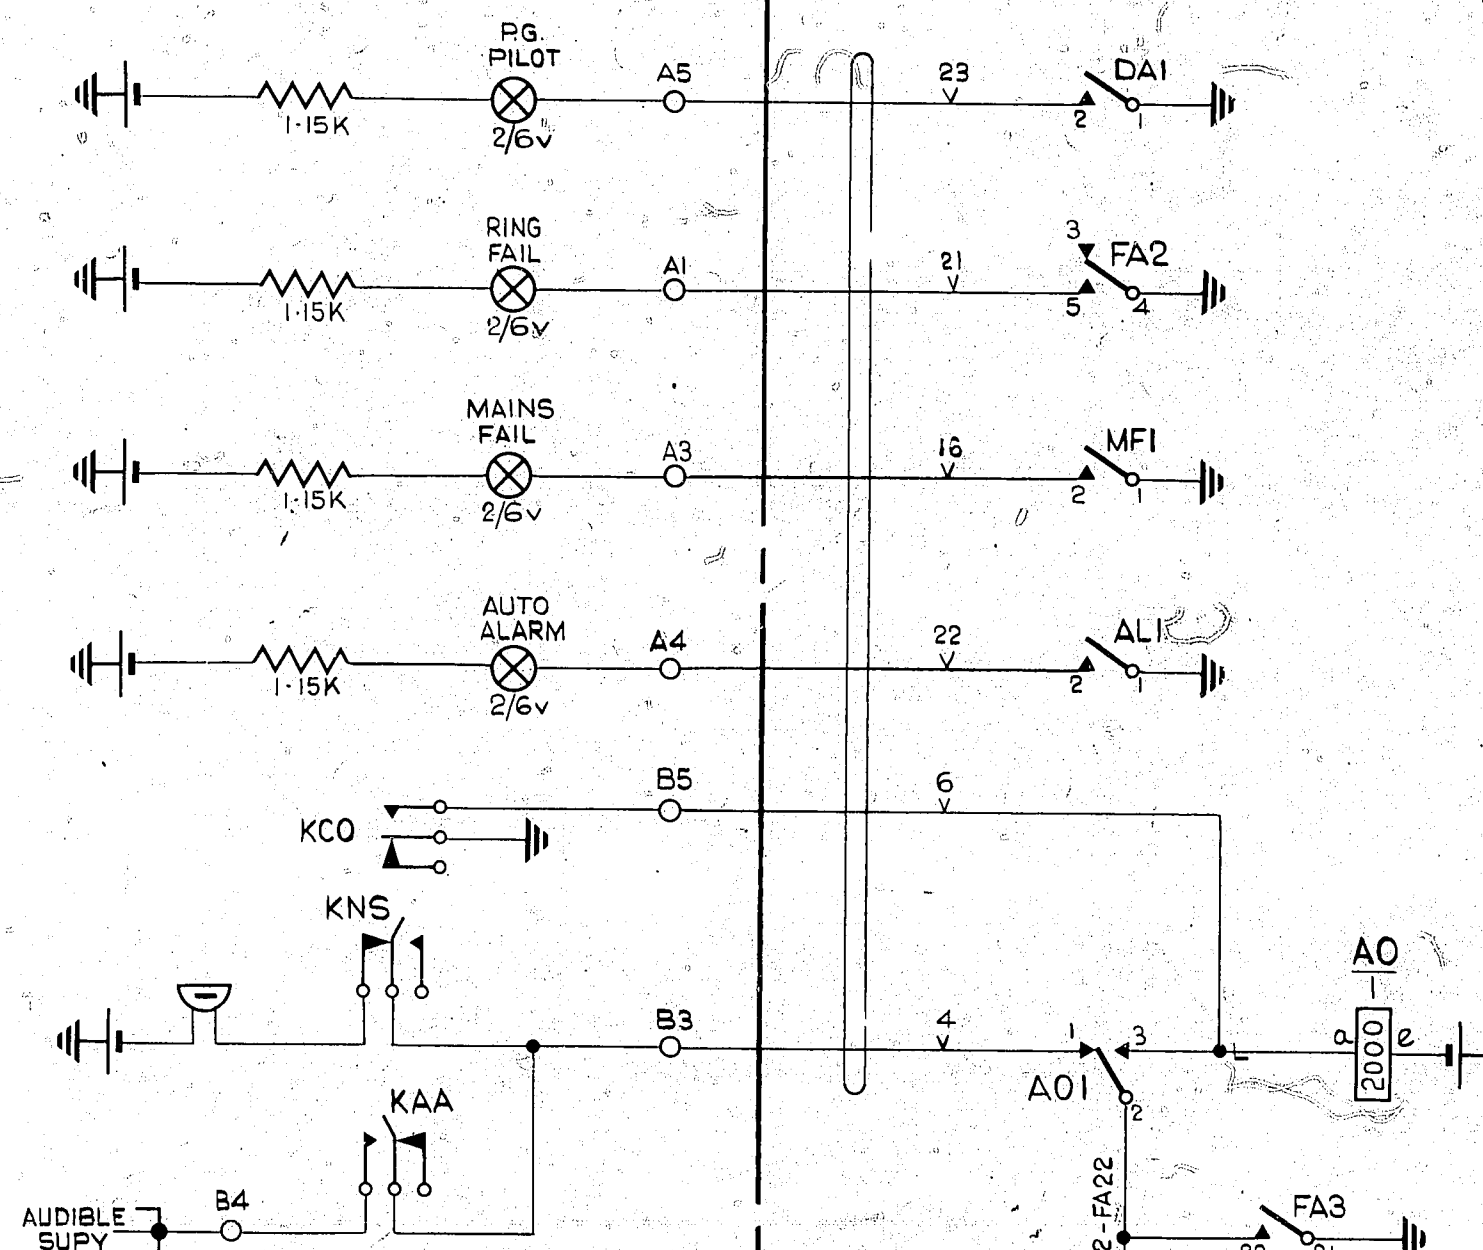 P.G.
PILOT
A5
23
DA1
1·15K
2/6v
2
1
RING
FAIL
A1
21
3
FA2
1·15K
2/6v
5
4
MAINS
FAIL
A3
16
MF1
1·15K
2/6v
2
1
AUTO
ALARM
A4
22
AL1
1·15K
2/6v
2
1
B5
6
KCO
KNS
AO
1
B3
4
1
3
a
2000
e
AO1
2
KAA
2-FA22
B4
AUDIBLE
SUPY
FA3